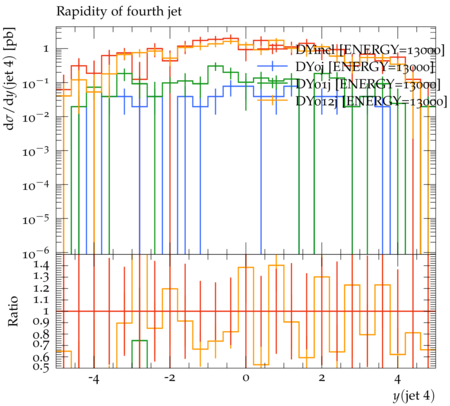 Rapidity of fourth jet
dσ/dy(jet 4) [pb]
1
10⁻¹
10⁻²
10⁻³
10⁻⁴
10⁻⁵
10⁻⁶
DYincl [ENERGY=13000]
DY0j [ENERGY=13000]
DY01j [ENERGY=13000]
DY012j [ENERGY=13000]
Ratio
1.4
1.3
1.2
1.1
1
0.9
0.8
0.7
0.6
0.5
-4 -2 0 2 4
y(jet 4)